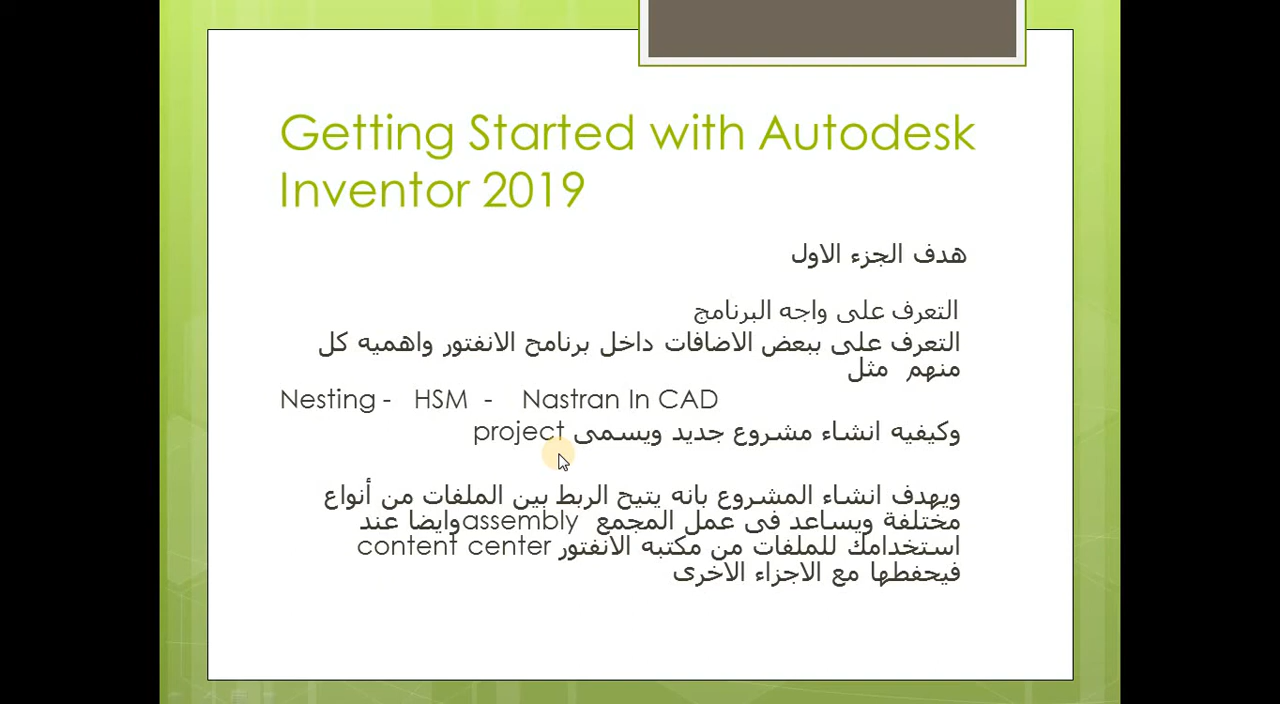 Getting Started with Autodesk
Inventor 2019
هدف الجزء الاول
التعرف على واجه البرنامج
التعرف على ببعض الاضافات داخل برنامح الانفتور واهميه كل
منهم مثل
Nesting - HSM - Nastran In CAD
وكيفيه انشاء مشروع جديد ويسمى project
ويهدف انشاء المشروع بانه يتيح الربط بين الملفات من أنواع
مختلفة ويساعد فى عمل المجمع assembly وايضا عند
استخدامك للملفات من مكتبه الانفتور content center
فيحفطها مع الاجزاء الاخرى